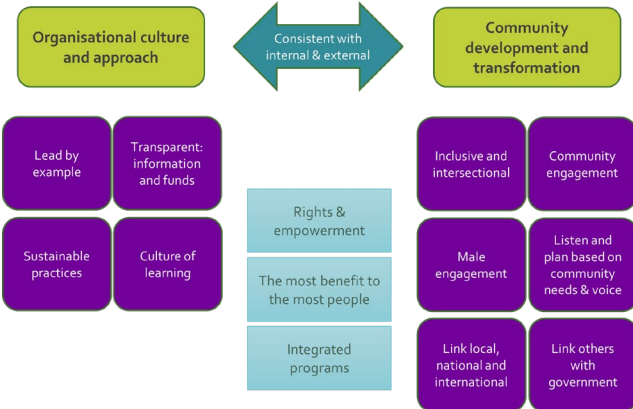 Organisational culture
and approach
Consistent with
internal & external
Community
development and
transformation
Lead by
example
Transparent:
information
and funds
Sustainable
practices
Culture of
learning
Rights &
empowerment
The most benefit to
the most people
Integrated
programs
Inclusive and
intersectional
Community
engagement
Male
engagement
Listen and
plan based on
community
needs & voice
Link local,
national and
international
Link others
with
government